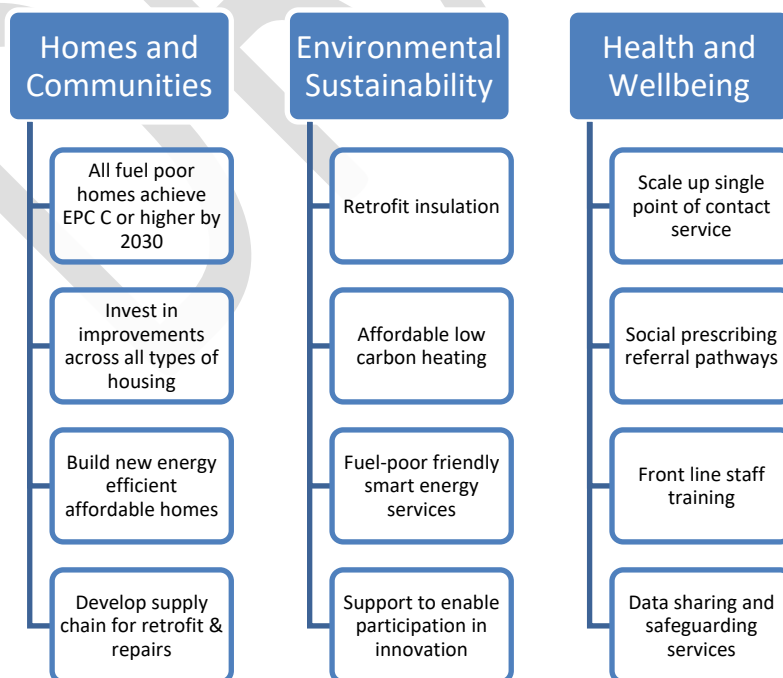 Homes and
Communities
All fuel poor
homes achieve
EPC C or higher by
2030
Invest in
improvements
across all types of
housing
Build new energy
efficient
affordable homes
Develop supply
chain for retrofit &
repairs
Environmental
Sustainability
Retrofit insulation
Affordable low
carbon heating
Fuel-poor friendly
smart energy
services
Support to enable
participation in
innovation
Health and
Wellbeing
Scale up single
point of contact
service
Social prescribing
referral pathways
Front line staff
training
Data sharing and
safeguarding
services